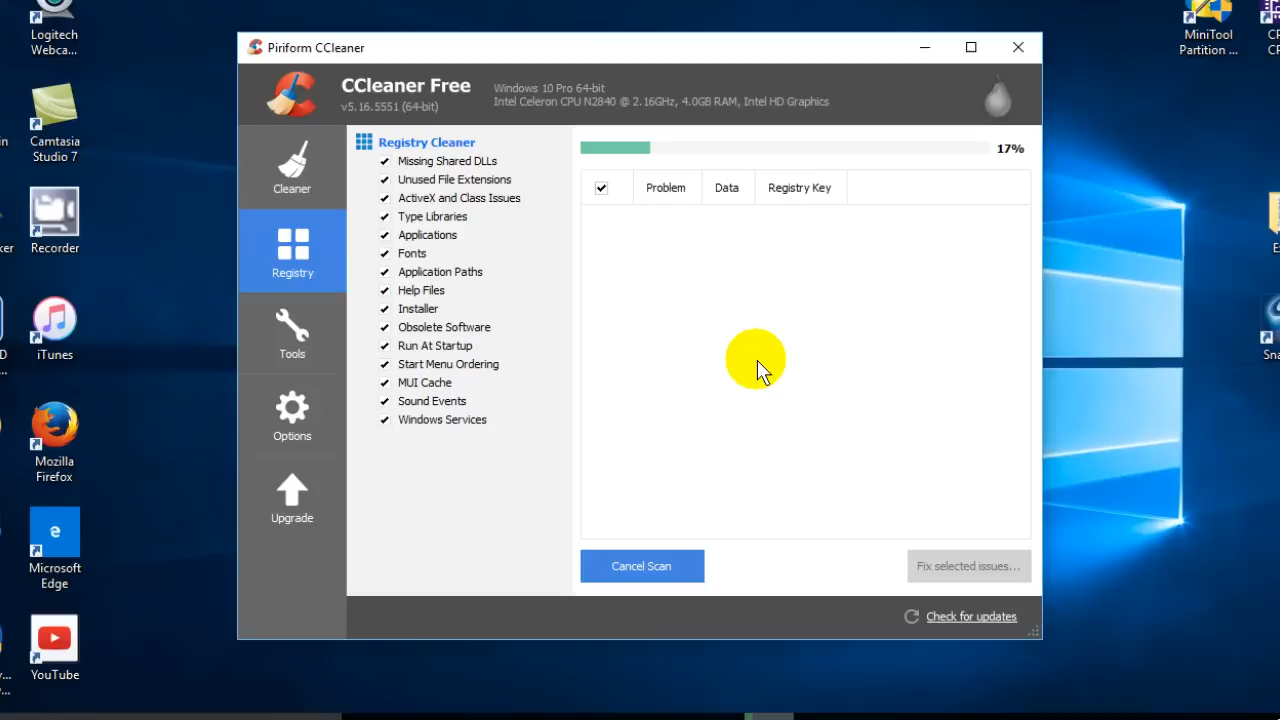 Logitech
Webca...
Camtasia
Studio 7
Recorder
iTunes
Mozilla
Firefox
Microsoft
Edge
YouTube
in
ker
D
...
y...
w...
Piriform CCleaner
CCleaner Free
v5.16.5551 (64-bit)
Windows 10 Pro 64-bit
Intel Celeron CPU N2840 @ 2.16GHz, 4.0GB RAM, Intel HD Graphics
Cleaner
Registry
Tools
Options
Upgrade
Registry Cleaner
Missing Shared DLLs
Unused File Extensions
ActiveX and Class Issues
Type Libraries
Applications
Fonts
Application Paths
Help Files
Installer
Obsolete Software
Run At Startup
Start Menu Ordering
MUI Cache
Sound Events
Windows Services
17%
Problem Data Registry Key
Cancel Scan
Fix selected issues...
Check for updates
MiniTool
Partition ...
Sna